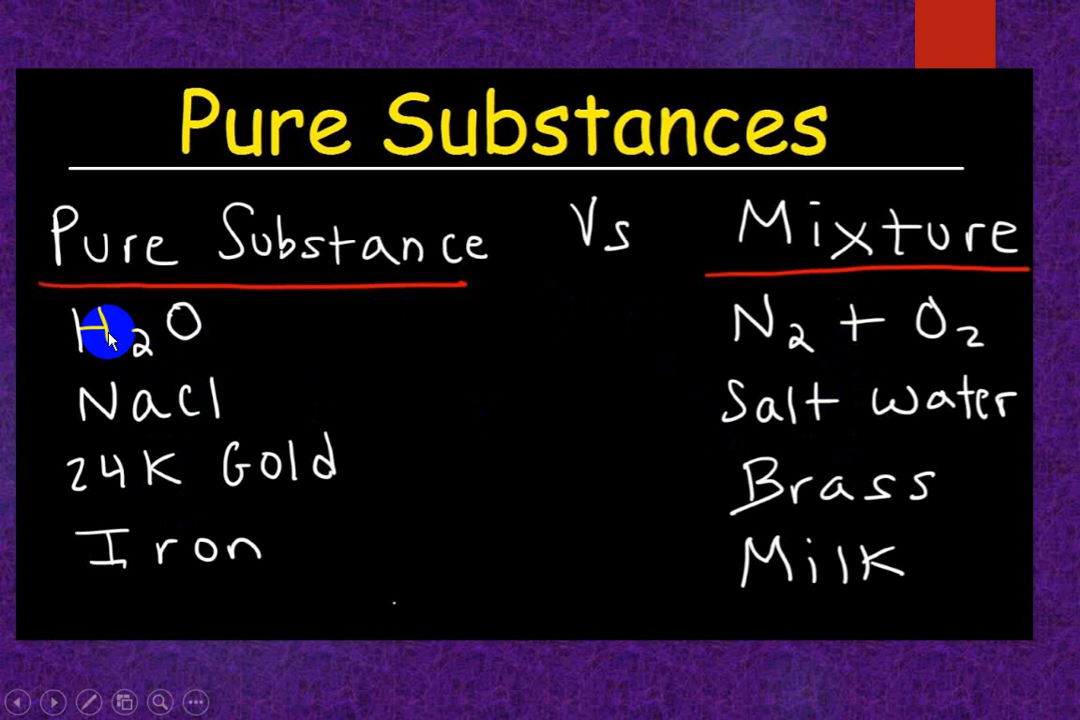 Pure Substances
Pure Substance Vs Mixture
H₂O N₂ + O₂
Nacl Salt water
24K Gold Brass
Iron Milk